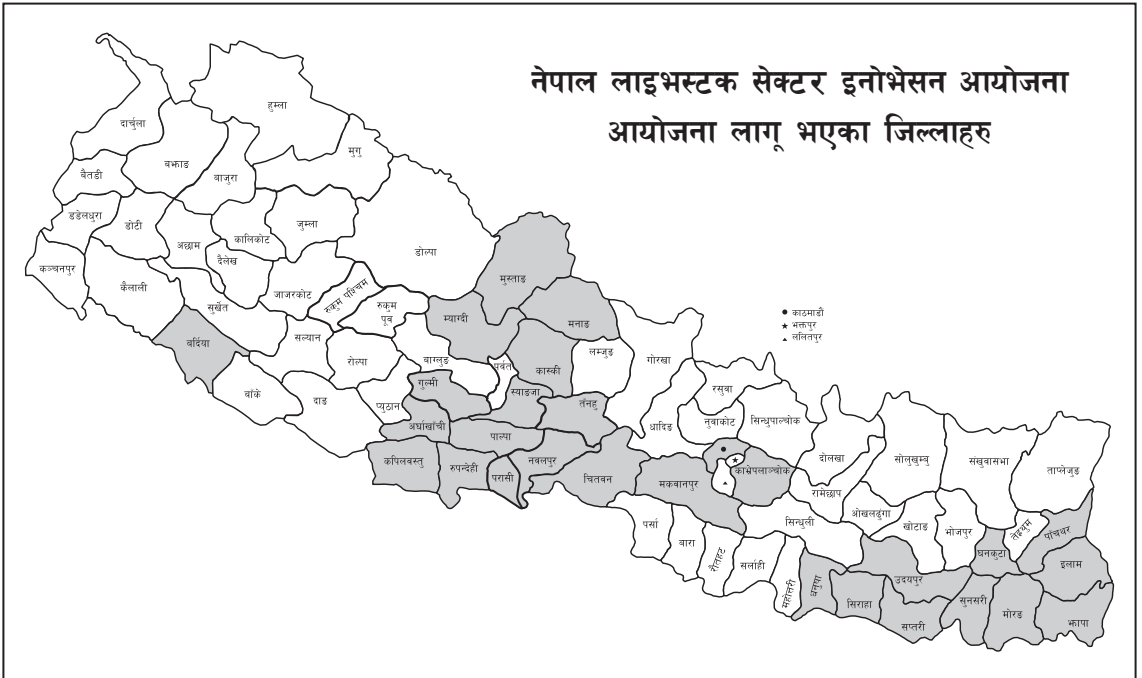 नेपाल लाइभस्टक सेक्टर इनोभेसन आयोजना
आयोजना लागू भएका जिल्लाहरु
हुम्ला
दार्चुला
मुगु
बझाङ
बैतडी
बाजुरा
डडेलधुरा
डोटी
जुम्ला
कालिकोट
अछाम
डोल्पा
दैलेख
कञ्चनपुर
मुस्ताङ
कैलाली
जाजरकोट
रुकुम पश्चिम
सुर्खेत
रुकुम
पूर्व
म्याग्दी
मनाङ
काठमाडौं
भक्तपुर
ललितपुर
बर्दिया
सल्यान
लम्जुङ
गोरखा
रोल्पा
बाग्लुङ
पर्वत
कास्की
गुल्मी
रसुवा
बाँके
दाङ
प्युठान
स्याङजा
तँनहु
नुवाकोट
सिन्धुपाल्चोक
धादिङ
अर्घाखाँची
पाल्पा
कपिलवस्तु
रुपन्देही
परासी
नवलपुर
चितवन
मकवानपुर
काभ्रेपलाञ्चोक
दोलखा
सोलुखुम्बु
संखुवासभा
ताप्लेजुङ
रामेछाप
पर्सा
बारा
रौतहट
सर्लाही
सिन्धुली
ओखलढुंगा
खोटाङ
भोजपुर
तेह्रथुम
पाँचथर
धनकुटा
इलाम
महोत्तरी
धनुषा
सिराहा
उदयपुर
सप्तरी
सुनसरी
मोरङ
झापा